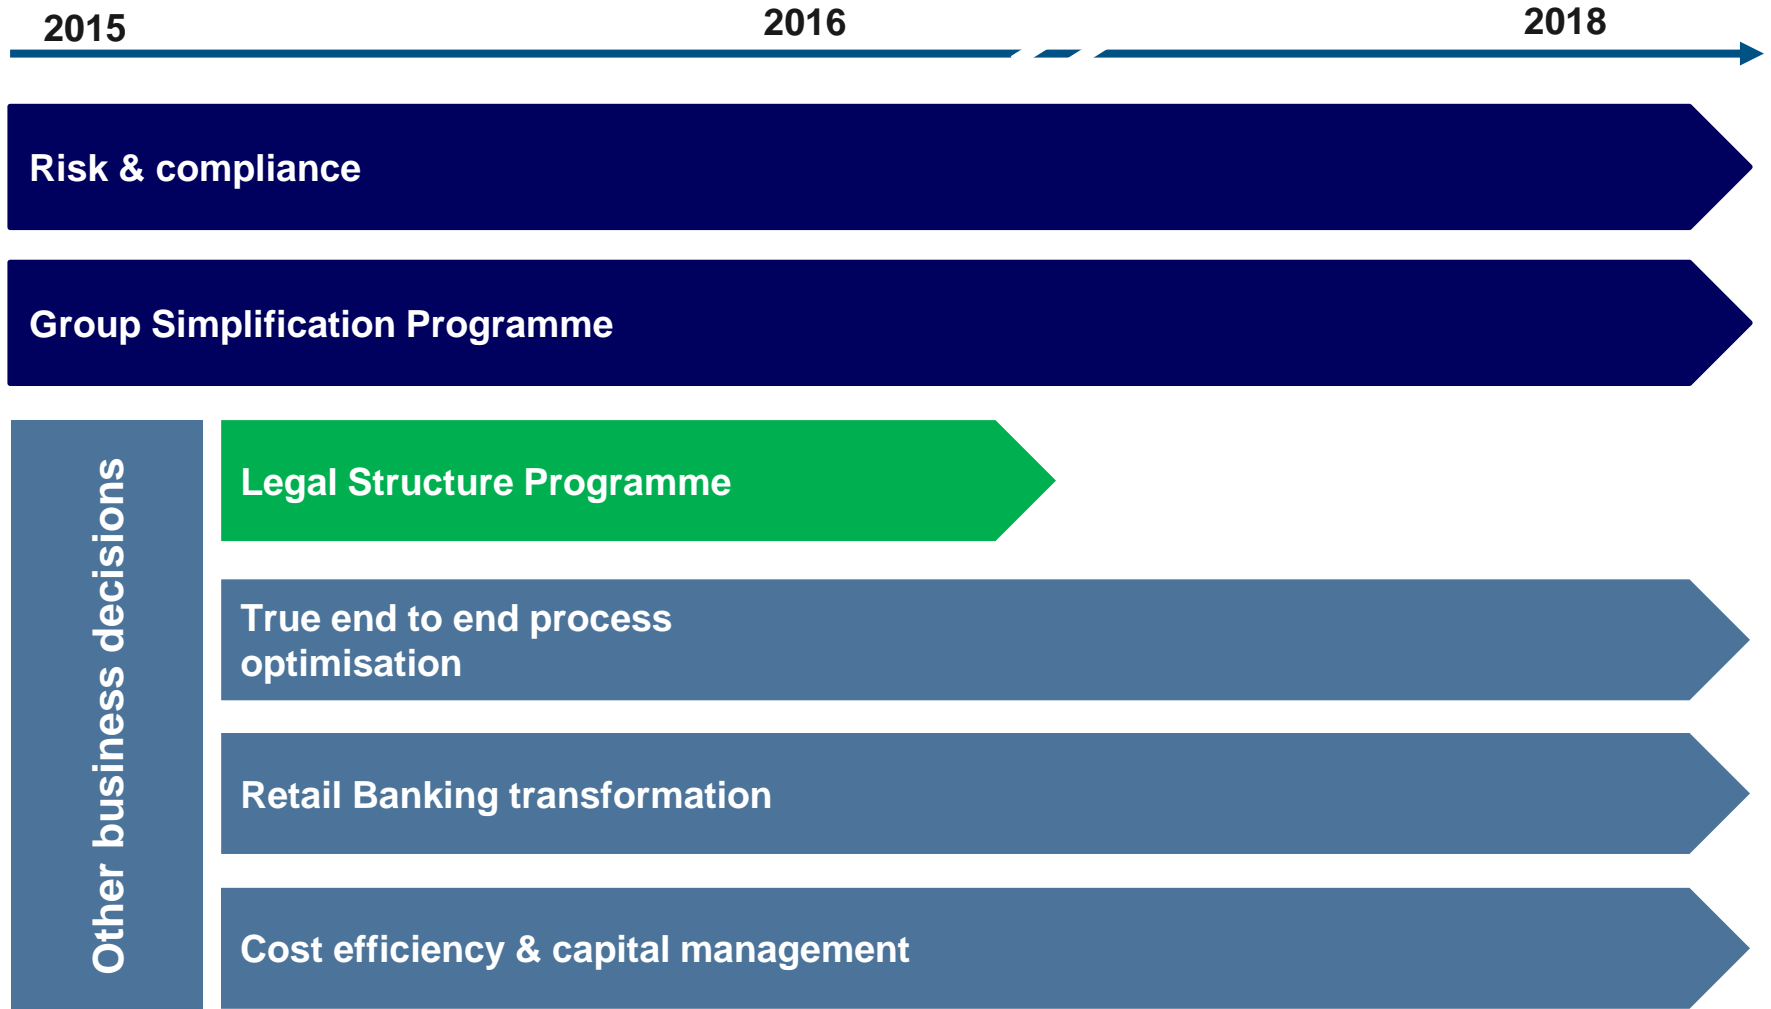 2015
2016
2018
Risk & compliance
Group Simplification Programme
Other business decisions
Legal Structure Programme
True end to end process
optimisation
Retail Banking transformation
Cost efficiency & capital management